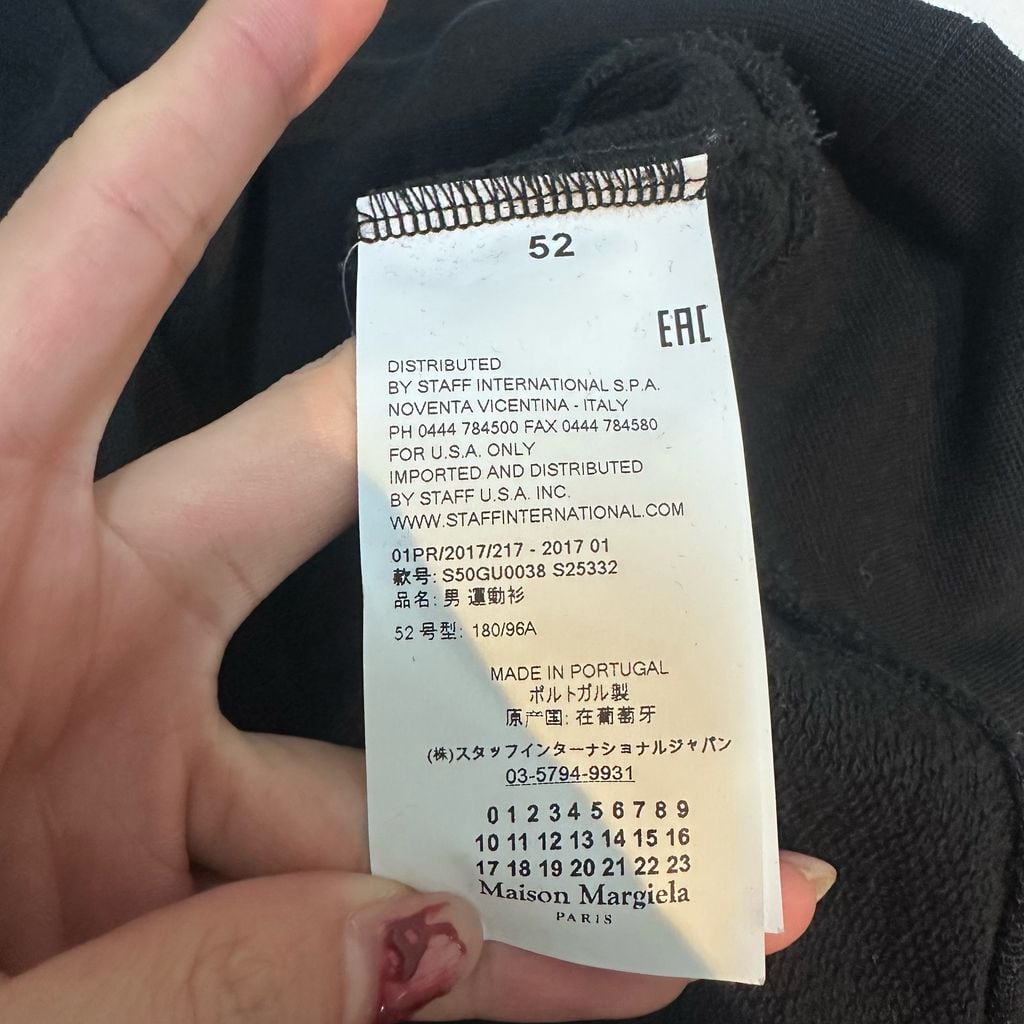 52
EAC
DISTRIBUTED
BY STAFF INTERNATIONAL S.P.A.
NOVENTA VICENTINA - ITALY
PH 0444 784500 FAX 0444 784580
FOR U.S.A. ONLY
IMPORTED AND DISTRIBUTED
BY STAFF U.S.A. INC.
WWW.STAFFINTERNATIONAL.COM
01PR/2017/217 - 2017 01
款号: S50GU0038 S25332
品名: 男 運動衫
52 号型: 180/96A
MADE IN PORTUGAL
ポルトガル製
原产国: 在葡萄牙
(株)スタッフインターナショナルジャパン
03-5794-9931
0 1 2 3 4 5 6 7 8 9
10 11 12 13 14 15 16
17 18 19 20 21 22 23
Maison Margiela
PARIS